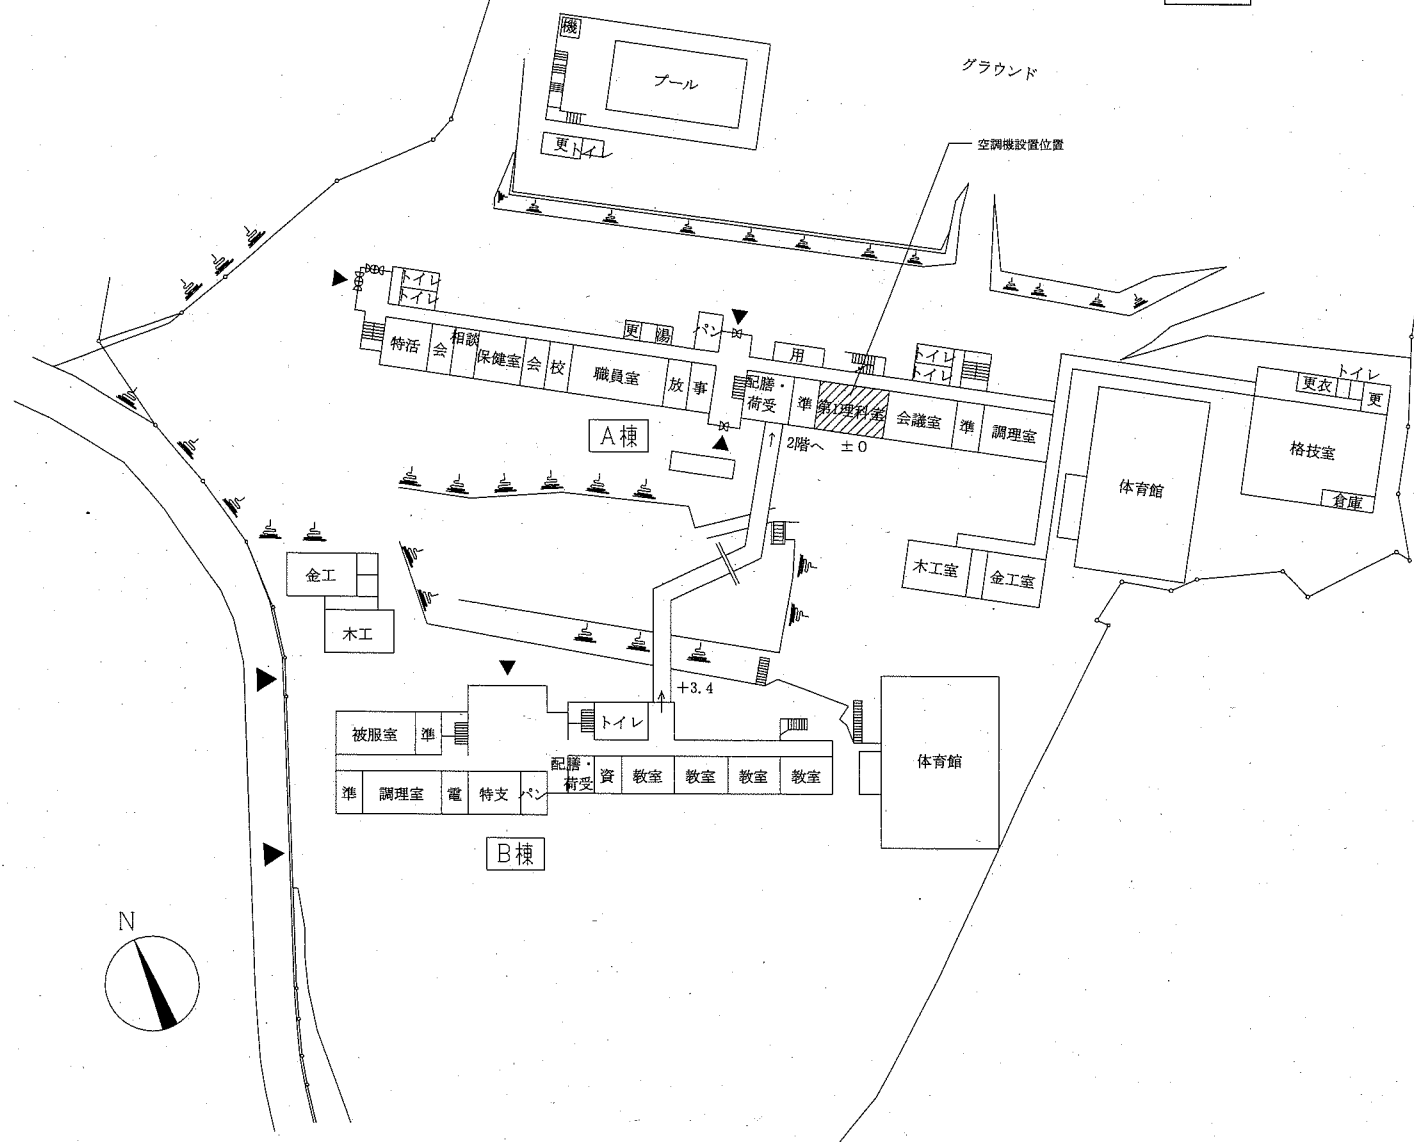 機
プール
グラウンド
更
トイレ
空調機設置位置
トイレ
トイレ
特活
会
相談
保健室
会
校
更
湯
職員室
放
事
パン
用
配膳・
荷受
準
第1理科室
会議室
準
調理室
トイレ
トイレ
A棟
2階へ ±0
トイレ
更衣
更
格技室
倉庫
体育館
木工室
金工室
金工
木工
+3.4
被服室
準
トイレ
準
調理室
電
特支
パン
配膳・
荷受
資
教室
教室
教室
教室
体育館
B棟
N